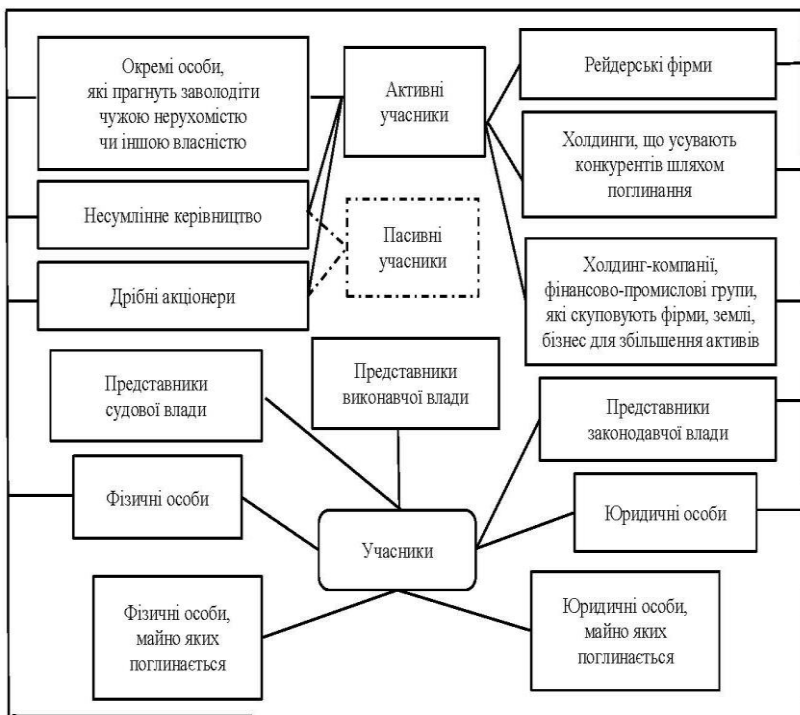 Окремі особи,
які прагнуть заволодіти
чужою нерухомістю
чи іншою власністю
Активні
учасники
Рейдерські фірми
Холдинги, що усувають
конкурентів шляхом
поглинання
Несумлінне керівництво
Пасивні
учасники
Дрібні акціонери
Холдинг-компанії,
фінансово-промислові групи,
які скуповують фірми, землі,
бізнес для збільшення активів
Представники
судової влади
Представники
виконавчої влади
Представники
законодавчої влади
Фізичні особи
Учасники
Юридичні особи
Фізичні особи,
майно яких
поглинається
Юридичні особи,
майно яких
поглинається